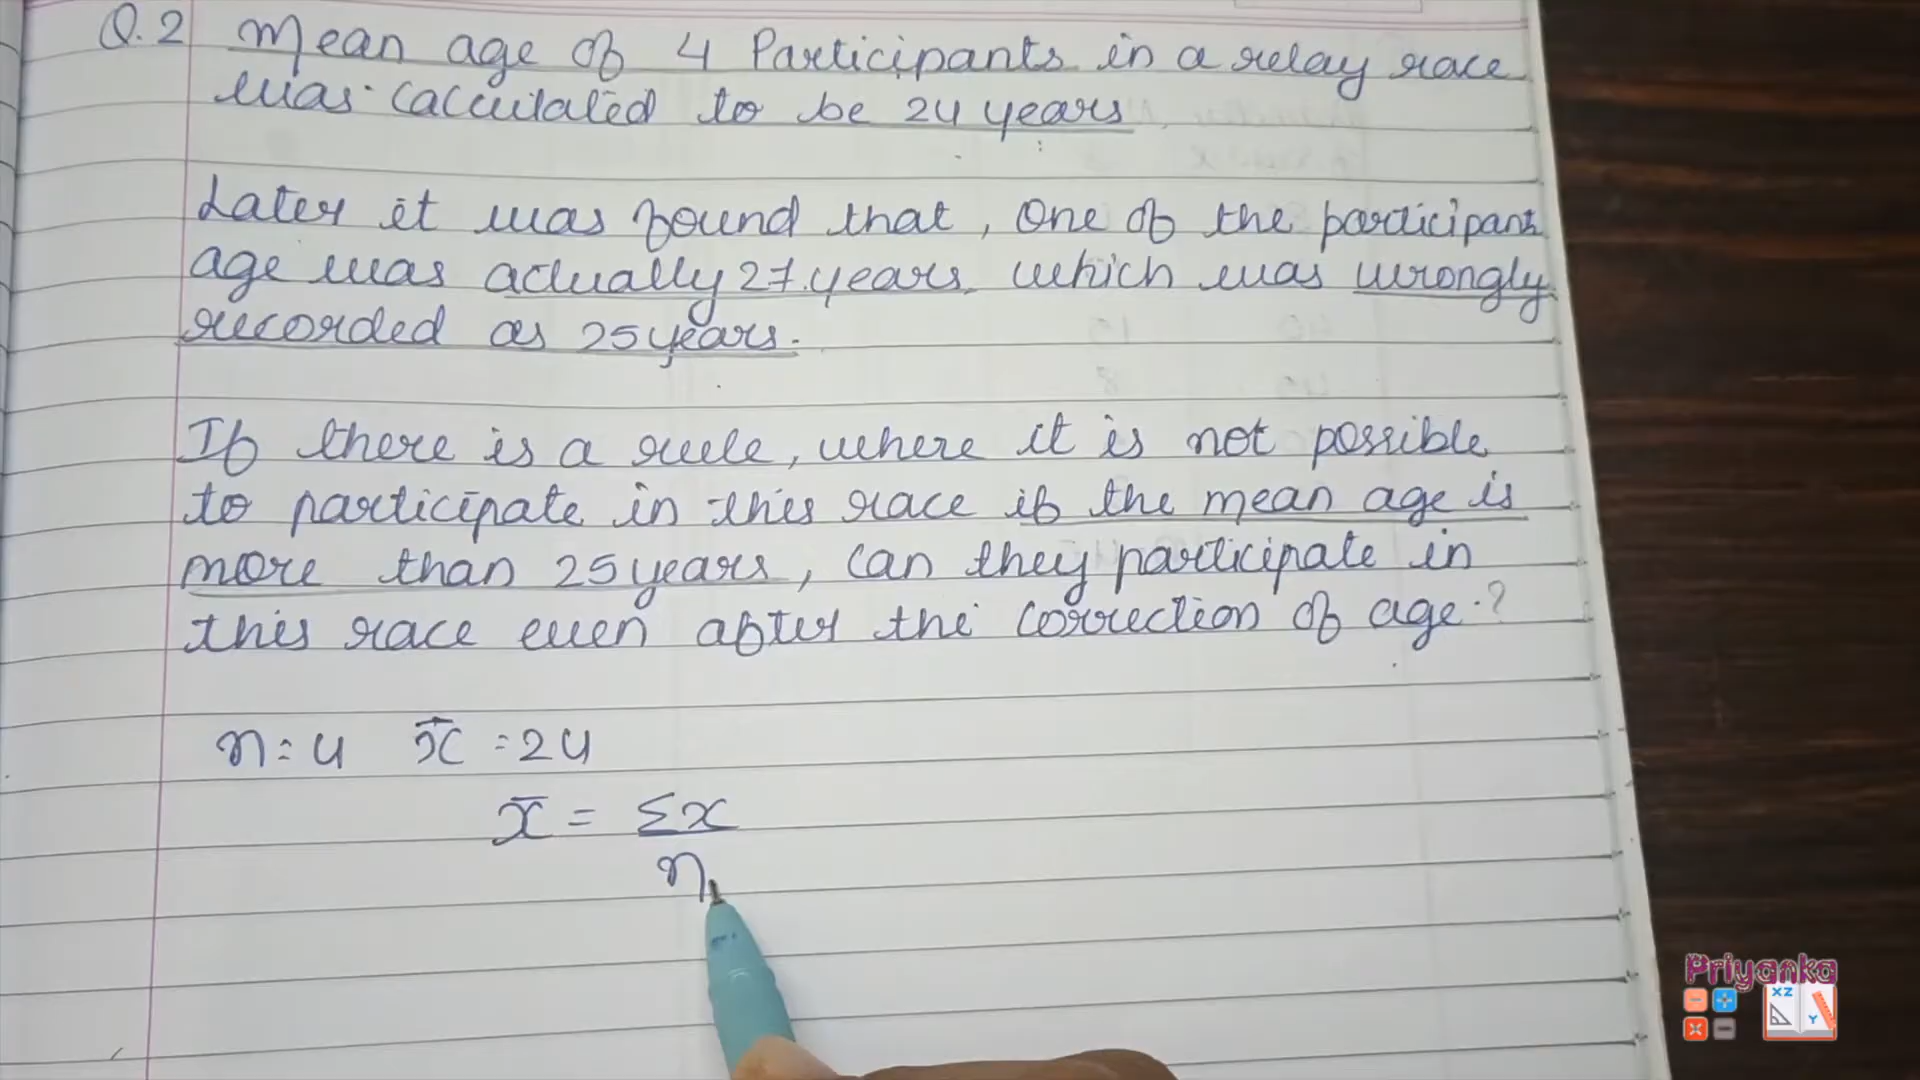 Q.2 Mean age of 4 Participants in a relay race
was calculated to be 24 years.
Later it was found that, One of the participant
age was actually 27 years which was wrongly
recorded as 25 years.
If there is a rule, where it is not possible
to participate in this race if the mean age is
more than 25 years, can they participate in
this race even after the correction of age.?
n = 4 x̄ = 24
x̄ = Σx
n
Priyanka
XZ
Y